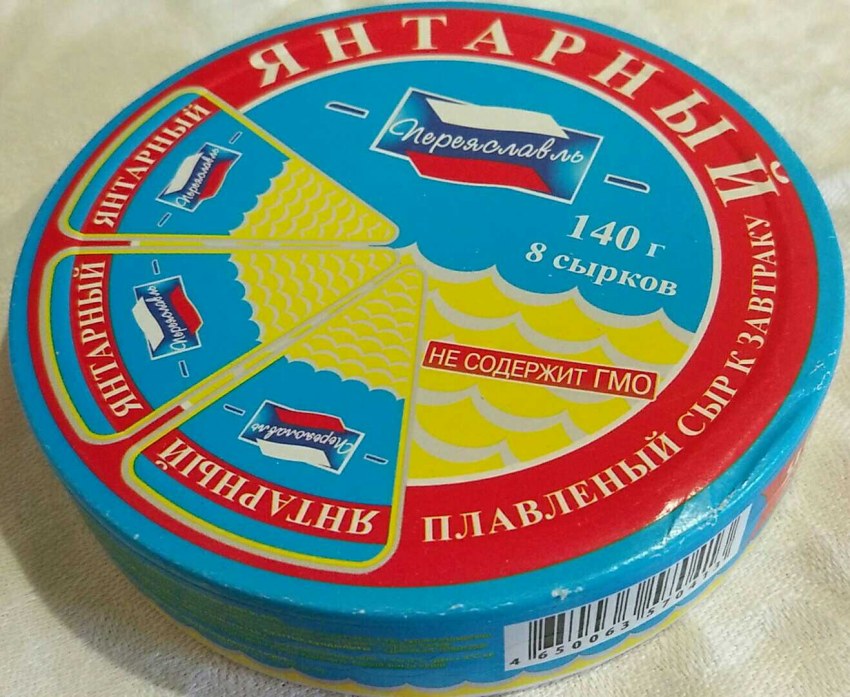 ЯНТАРНЫЙ
Переяславль
140 г
8 сырков
НЕ СОДЕРЖИТ ГМО
ПЛАВЛЕНЫЙ СЫР К ЗАВТРАКУ
ЯНТАРНЫЙ
Переяславль
ЯНТАРНЫЙ
Переяславль
ЯНТАРНЫЙ
Переяславль